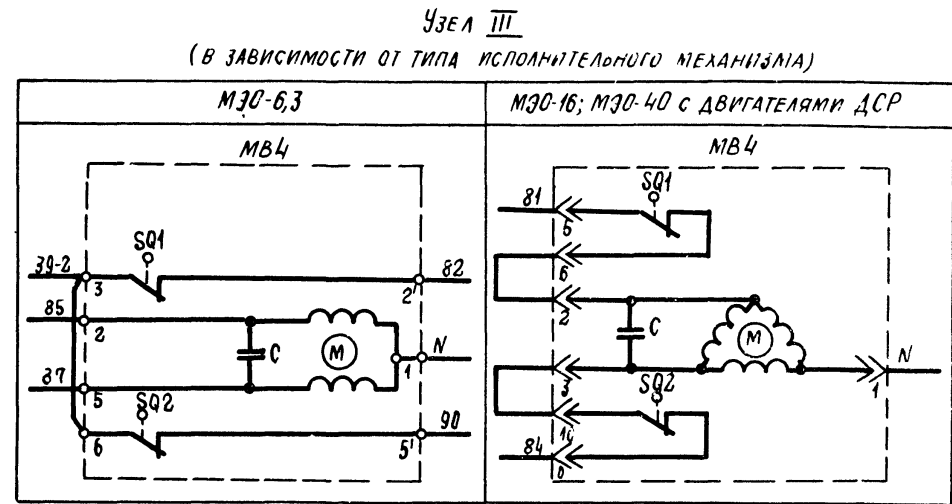 Узел III
(В ЗАВИСИМОСТИ ОТ ТИПА ИСПОЛНИТЕЛЬНОГО МЕХАНИЗМА)
МЭО-6,3
МЭО-16; МЭО-40 С ДВИГАТЕЛЯМИ ДСР
МВ4
SQ1
39-2
3
2'
82
85
2
C
M
1
N
87
5
SQ2
6
5'
90
МВ4
SQ1
81
5
6
2
C
M
N
1
3
SQ2
10
84